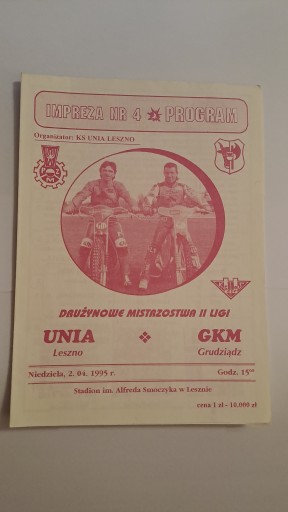 IMPREZA NR 4 PROGRAM
Organizator: KS UNIA LESZNO
DRUŻYNOWE MISTRZOSTWA II LIGI
UNIA ❖ GKM
Leszno Grudziądz
Niedziela, 2. 04. 1995 r. Godz. 15⁰⁰
Stadion im. Alfreda Smoczyka w Lesznie
cena 1 zł - 10.000 zł